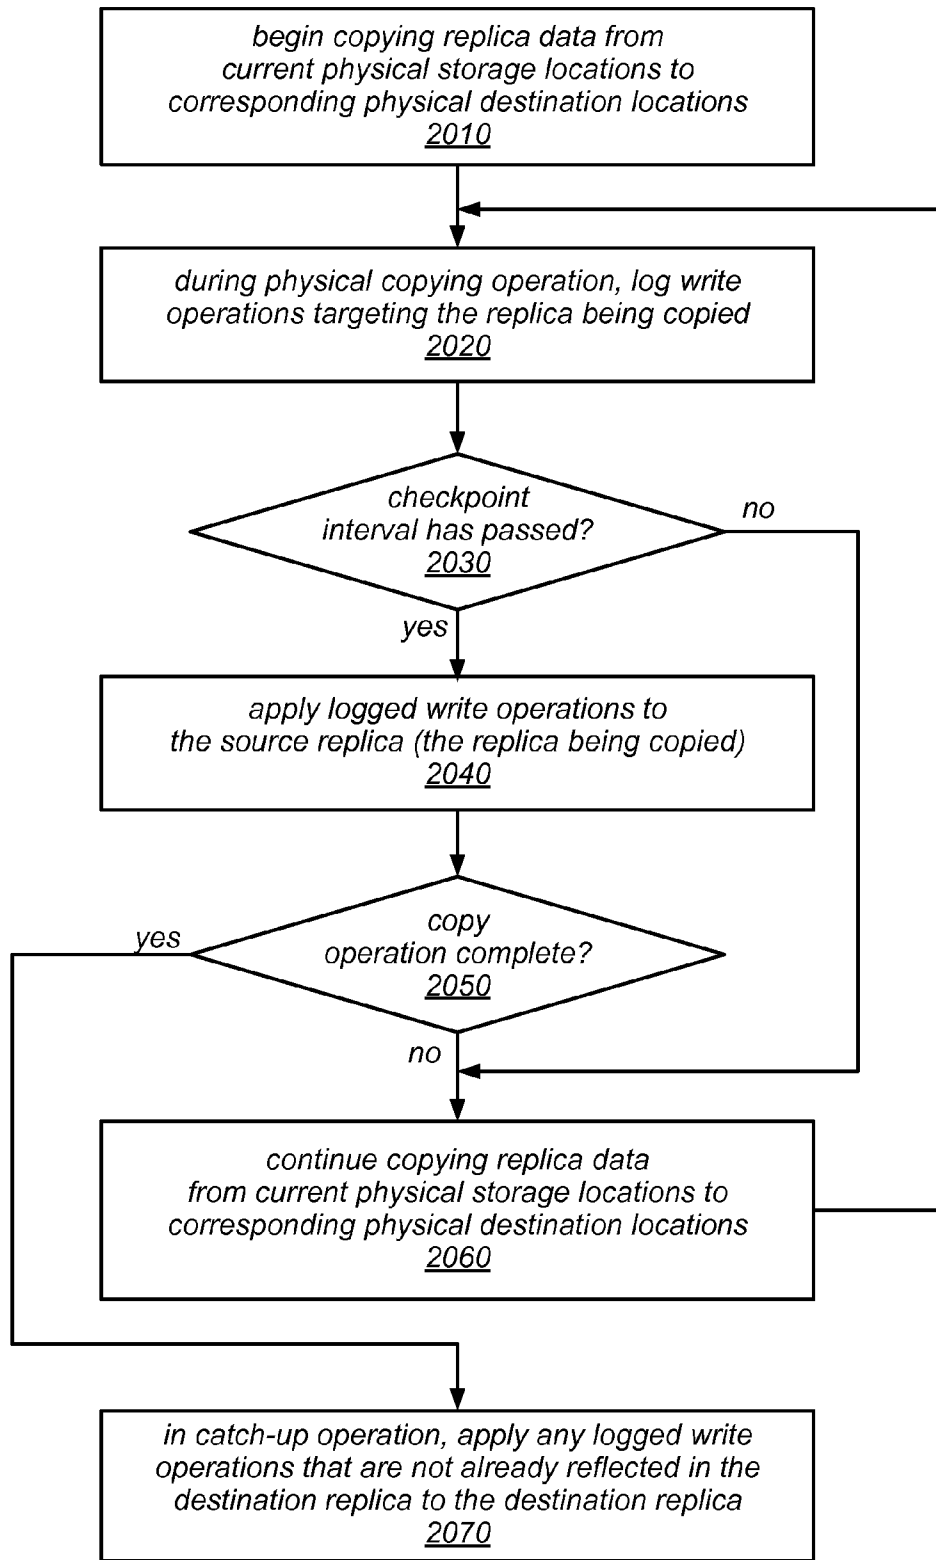 begin copying replica data from
current physical storage locations to
corresponding physical destination locations
2010
during physical copying operation, log write
operations targeting the replica being copied
2020
checkpoint
interval has passed?
2030
no
yes
apply logged write operations to
the source replica (the replica being copied)
2040
copy
operation complete?
2050
yes
no
continue copying replica data
from current physical storage locations to
corresponding physical destination locations
2060
in catch-up operation, apply any logged write
operations that are not already reflected in the
destination replica to the destination replica
2070